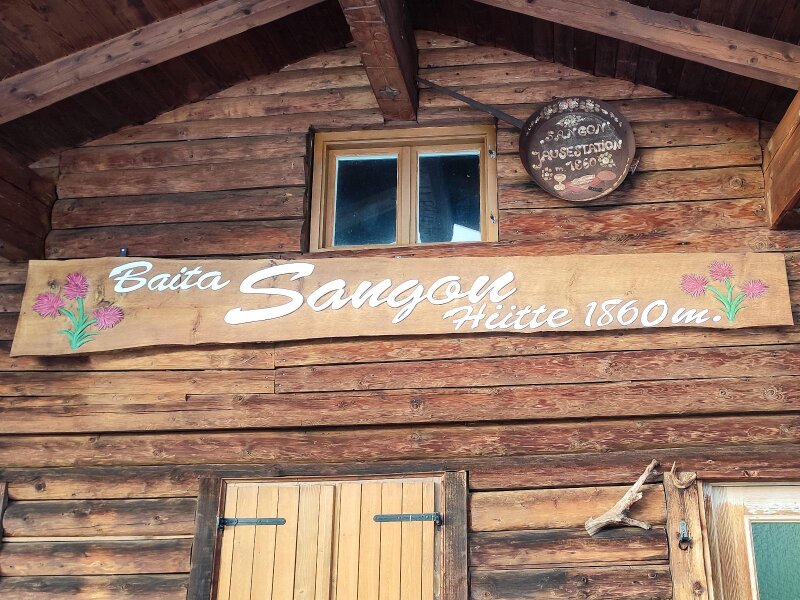 SANGON
JAUSESTATION
1860 m
Baita Sangon Hütte 1860 m.